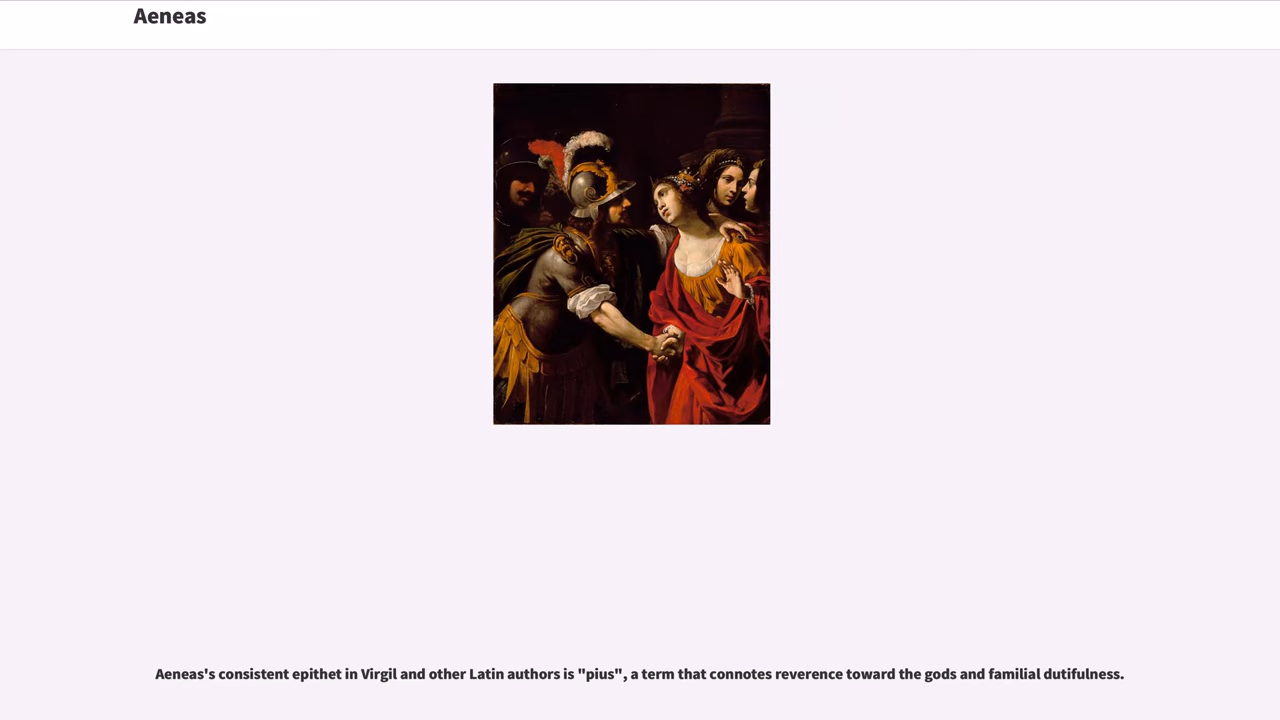 Aeneas
Aeneas's consistent epithet in Virgil and other Latin authors is "pius", a term that connotes reverence toward the gods and familial dutifulness.